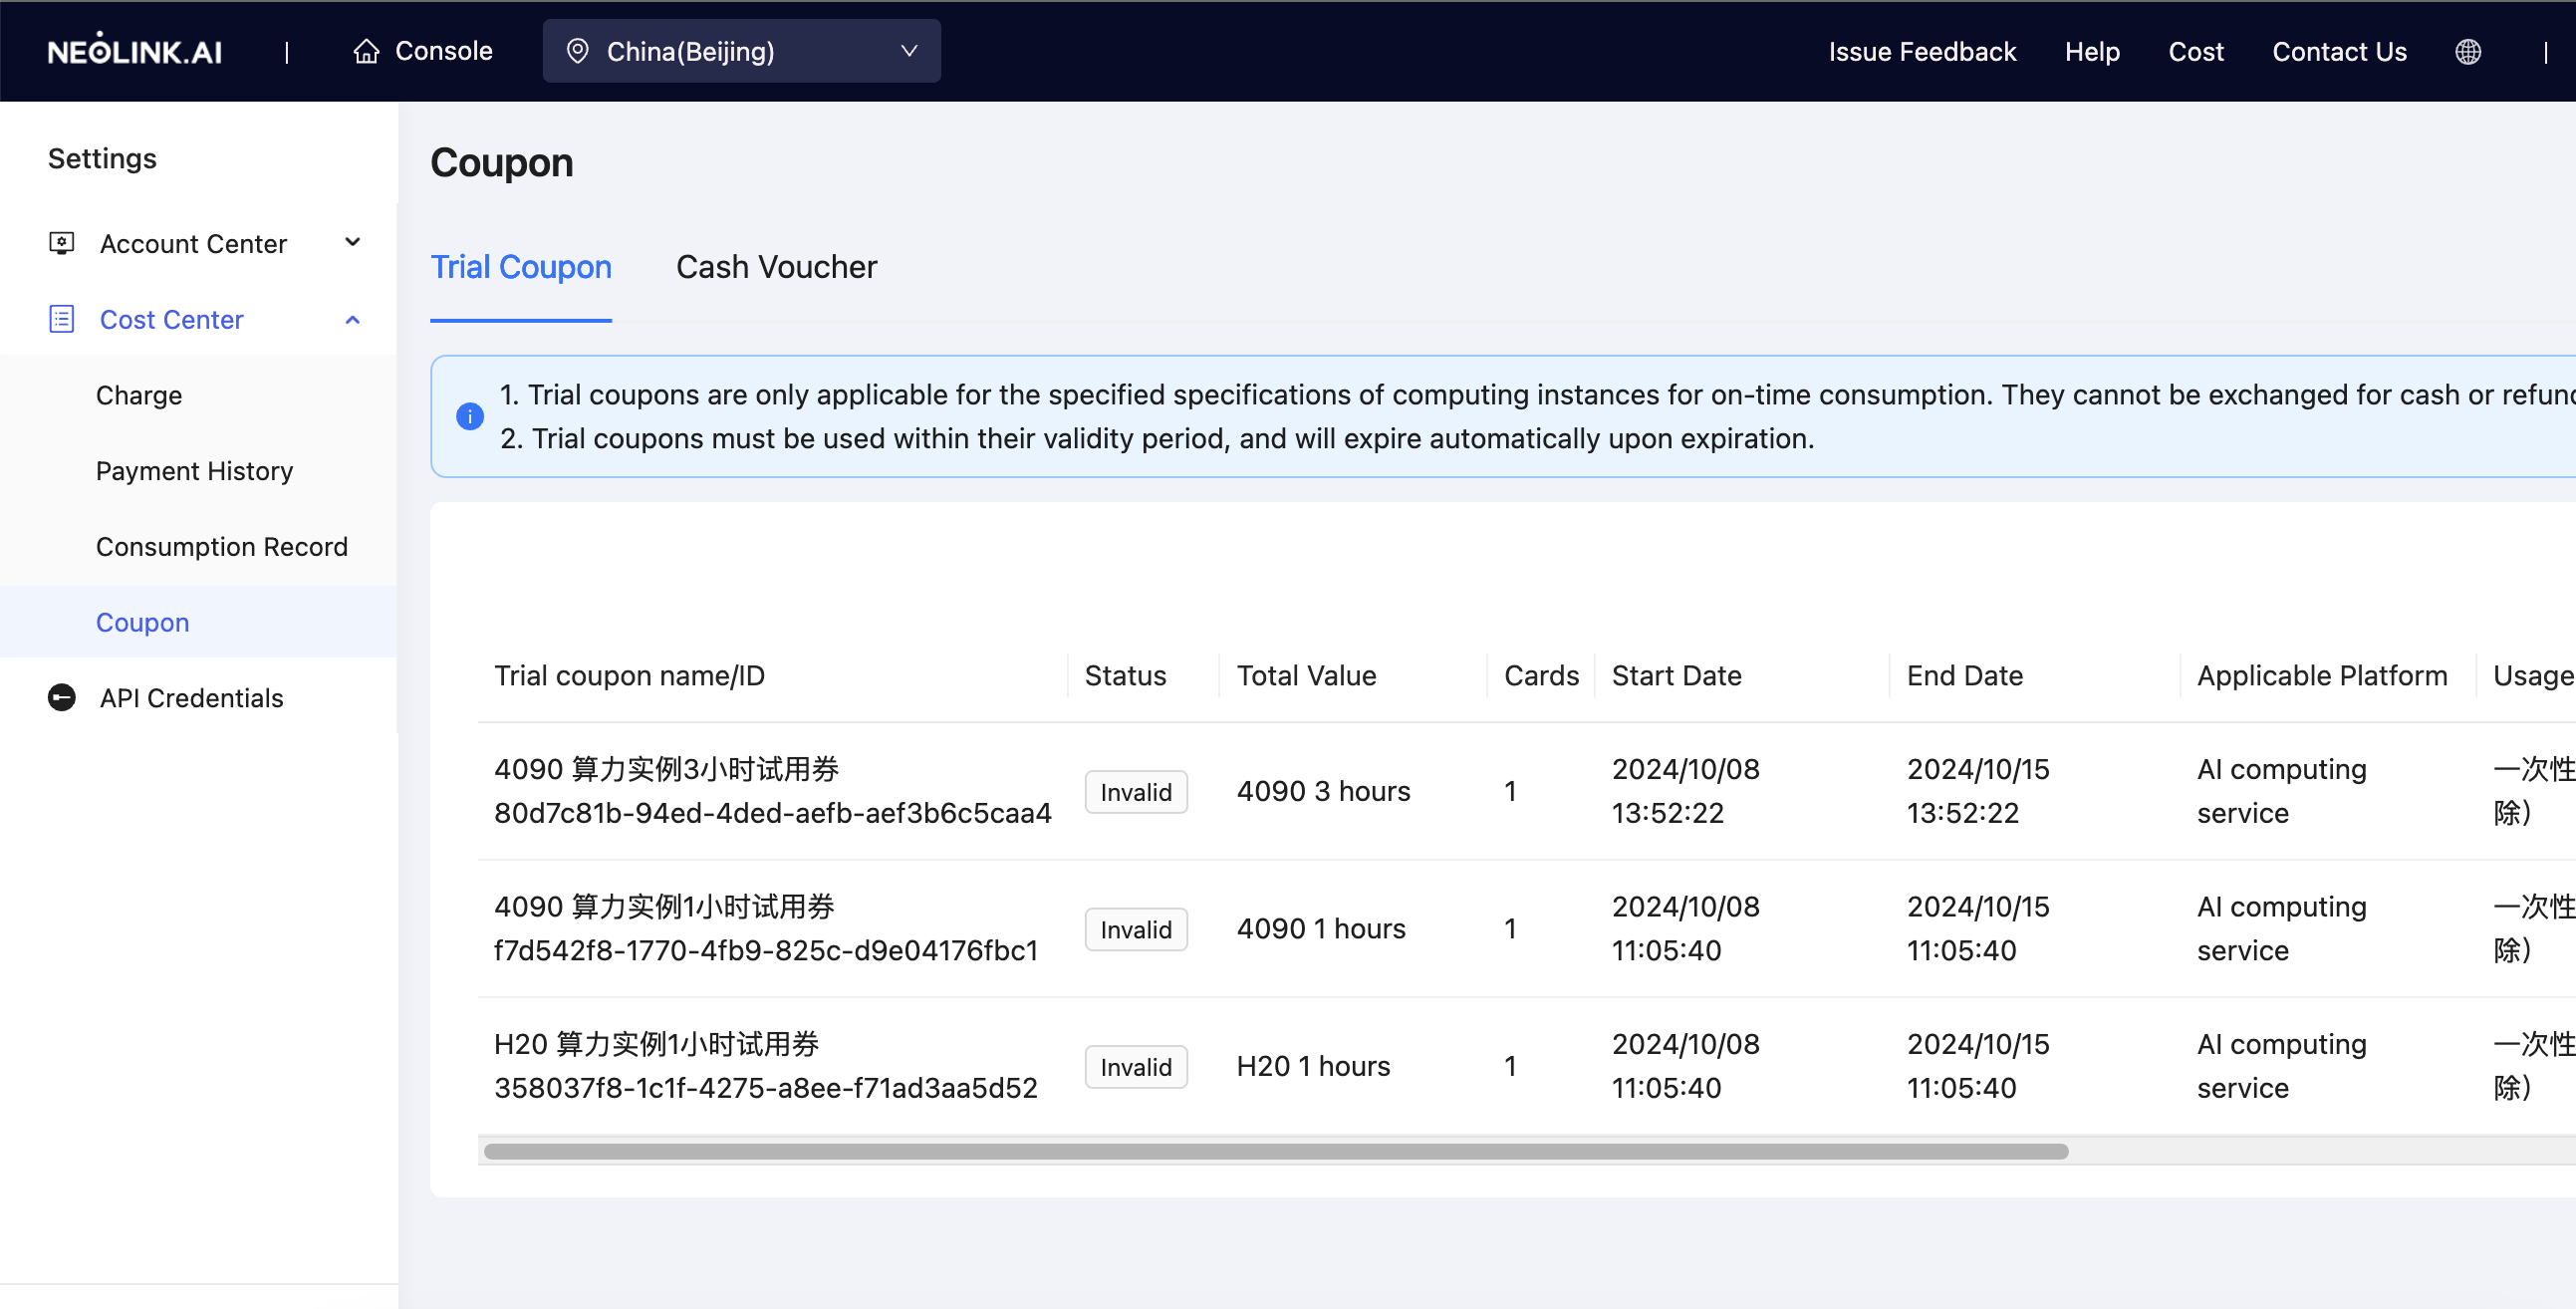 NEOLINK.AI | Console China(Beijing) Issue Feedback Help Cost Contact Us |
Settings
Account Center
Cost Center
Charge
Payment History
Consumption Record
Coupon
API Credentials
Coupon
Trial Coupon Cash Voucher
1. Trial coupons are only applicable for the specified specifications of computing instances for on-time consumption. They cannot be exchanged for cash or refun
2. Trial coupons must be used within their validity period, and will expire automatically upon expiration.
Trial coupon name/ID Status Total Value Cards Start Date End Date Applicable Platform Usage
4090 算力实例3小时试用券
80d7c81b-94ed-4ded-aefb-aef3b6c5caa4
Invalid
4090 3 hours
1
2024/10/08
13:52:22
2024/10/15
13:52:22
AI computing
service
一次性
除）
4090 算力实例1小时试用券
f7d542f8-1770-4fb9-825c-d9e04176fbc1
Invalid
4090 1 hours
1
2024/10/08
11:05:40
2024/10/15
11:05:40
AI computing
service
一次性
除）
H20 算力实例1小时试用券
358037f8-1c1f-4275-a8ee-f71ad3aa5d52
Invalid
H20 1 hours
1
2024/10/08
11:05:40
2024/10/15
11:05:40
AI computing
service
一次性
除）